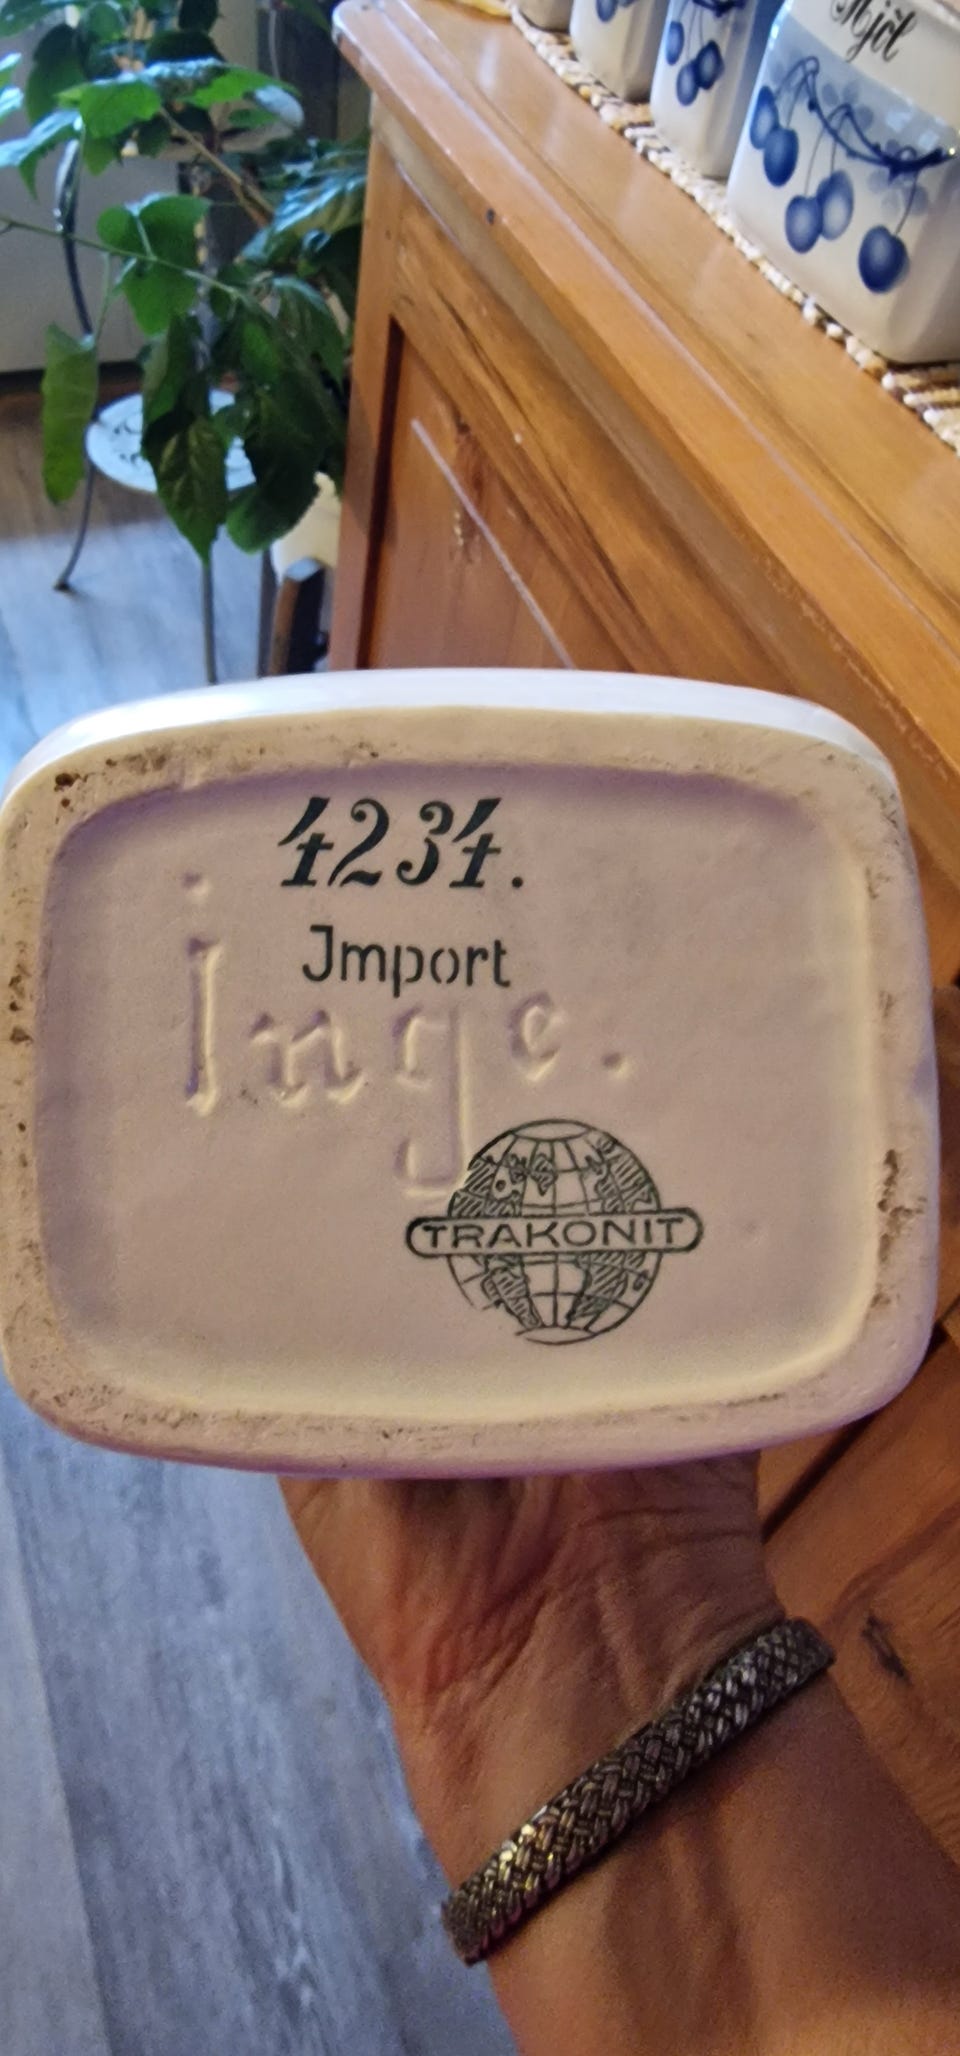 Mjöl
4234.
Jmport
Inge.
TRAKONIT